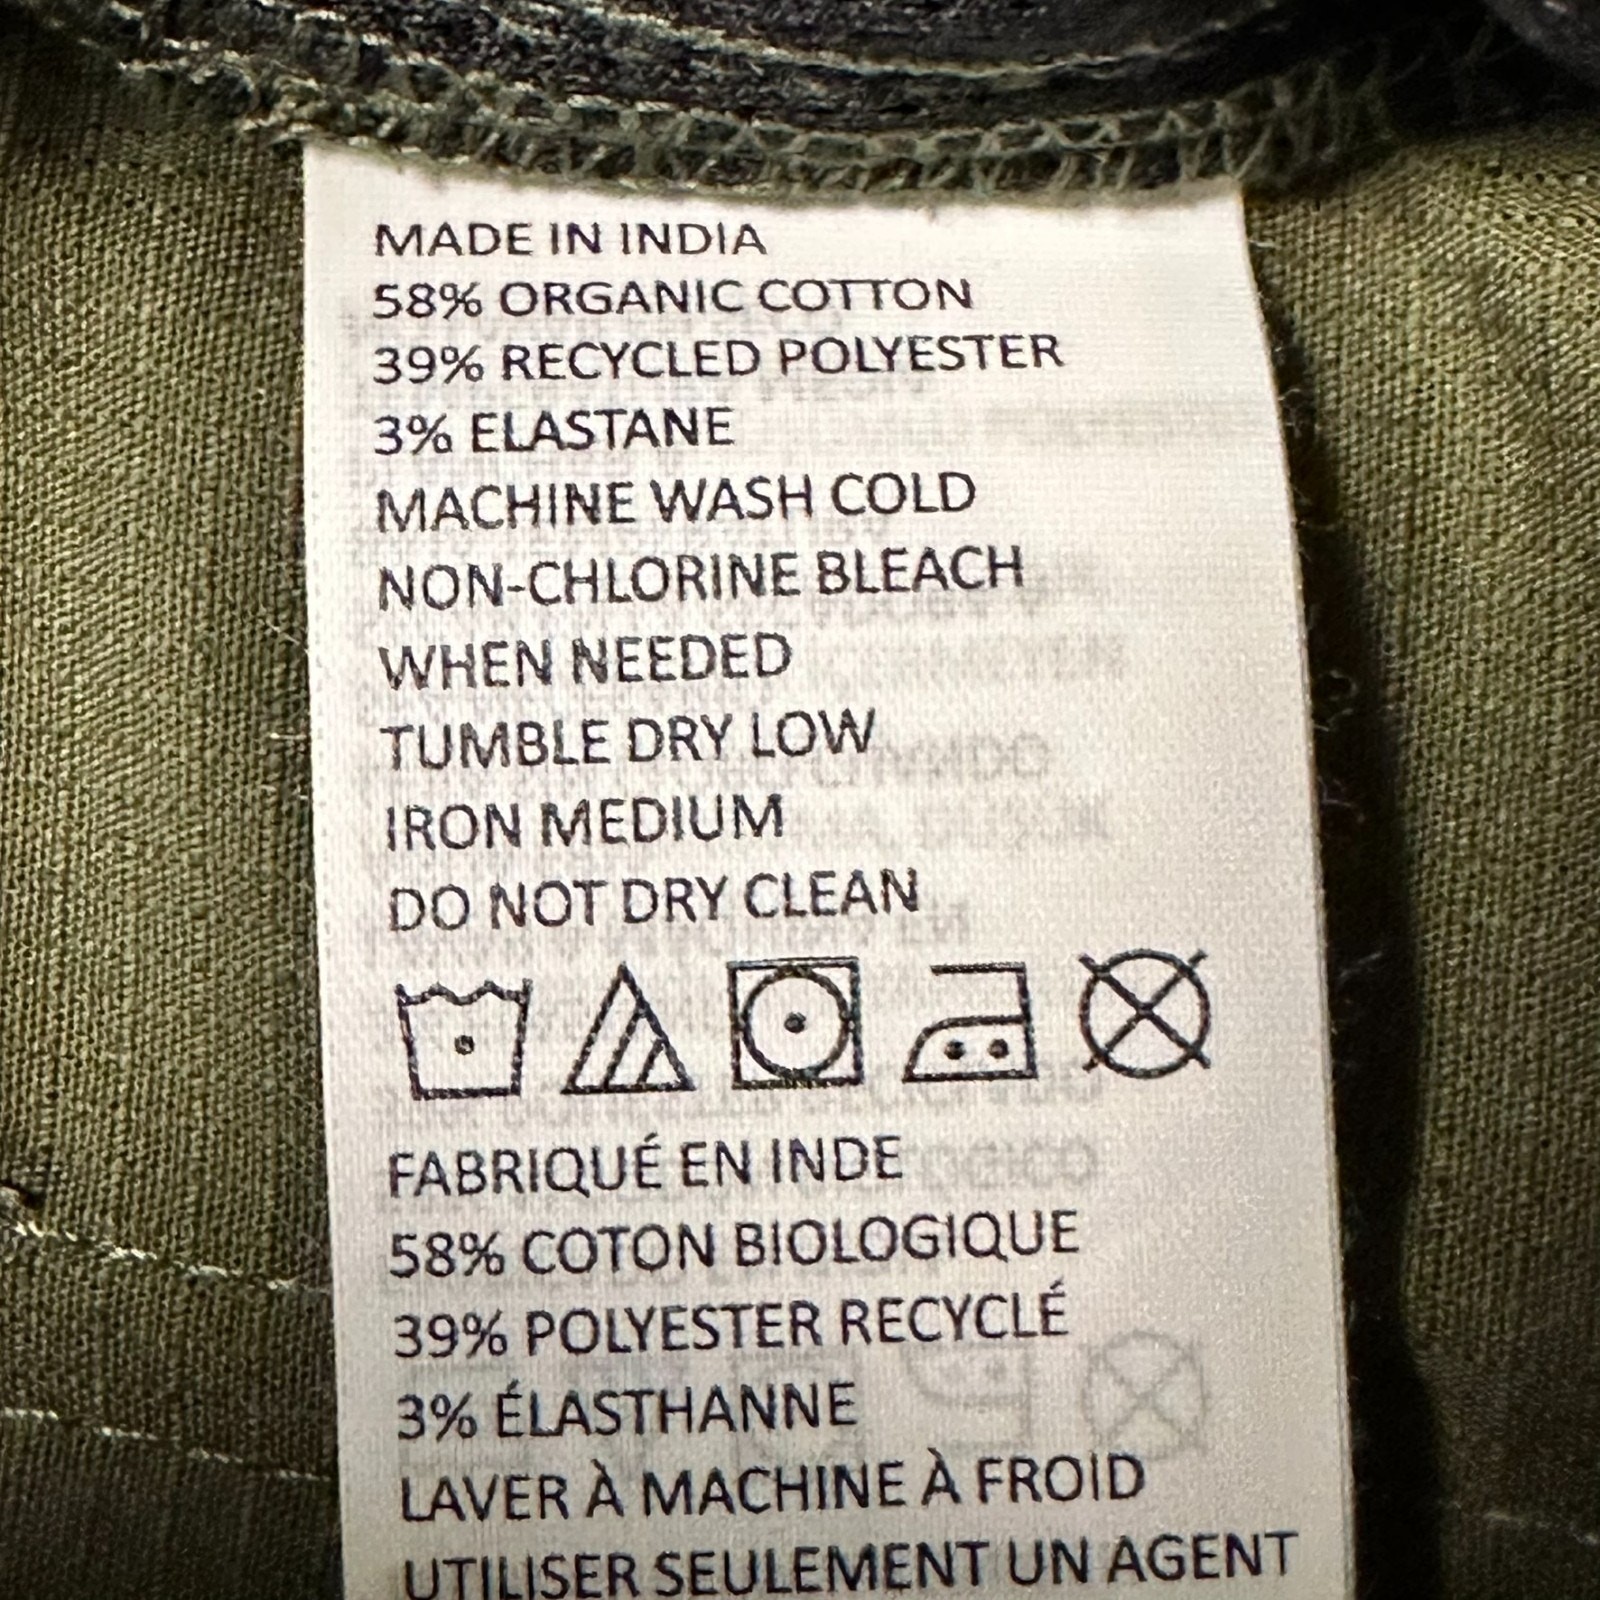 MADE IN INDIA
58% ORGANIC COTTON
39% RECYCLED POLYESTER
3% ELASTANE
MACHINE WASH COLD
NON-CHLORINE BLEACH
WHEN NEEDED
TUMBLE DRY LOW
IRON MEDIUM
DO NOT DRY CLEAN
FABRIQUÉ EN INDE
58% COTON BIOLOGIQUE
39% POLYESTER RECYCLÉ
3% ÉLASTHANNE
LAVER À MACHINE À FROID
UTILISER SEULEMENT UN AGENT